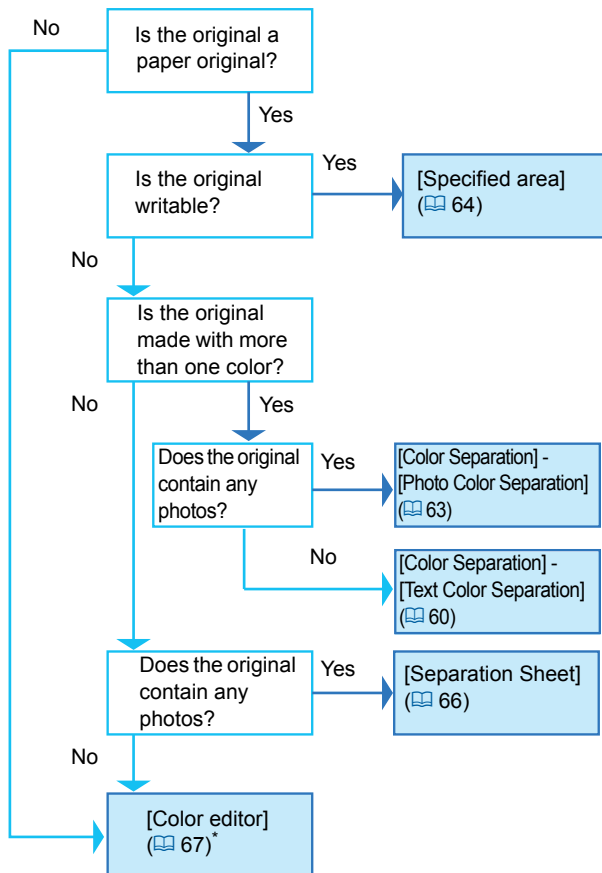 No
Is the original a
paper original?
Yes
Is the original
writable?
Yes
[Specified area]
(📖 64)
No
Is the original
made with more
than one color?
No
Yes
Does the original
contain any
photos?
Yes
[Color Separation] -
[Photo Color Separation]
(📖 63)
No
[Color Separation] -
[Text Color Separation]
(📖 60)
Does the original
contain any
photos?
Yes
[Separation Sheet]
(📖 66)
No
[Color editor]
(📖 67)*